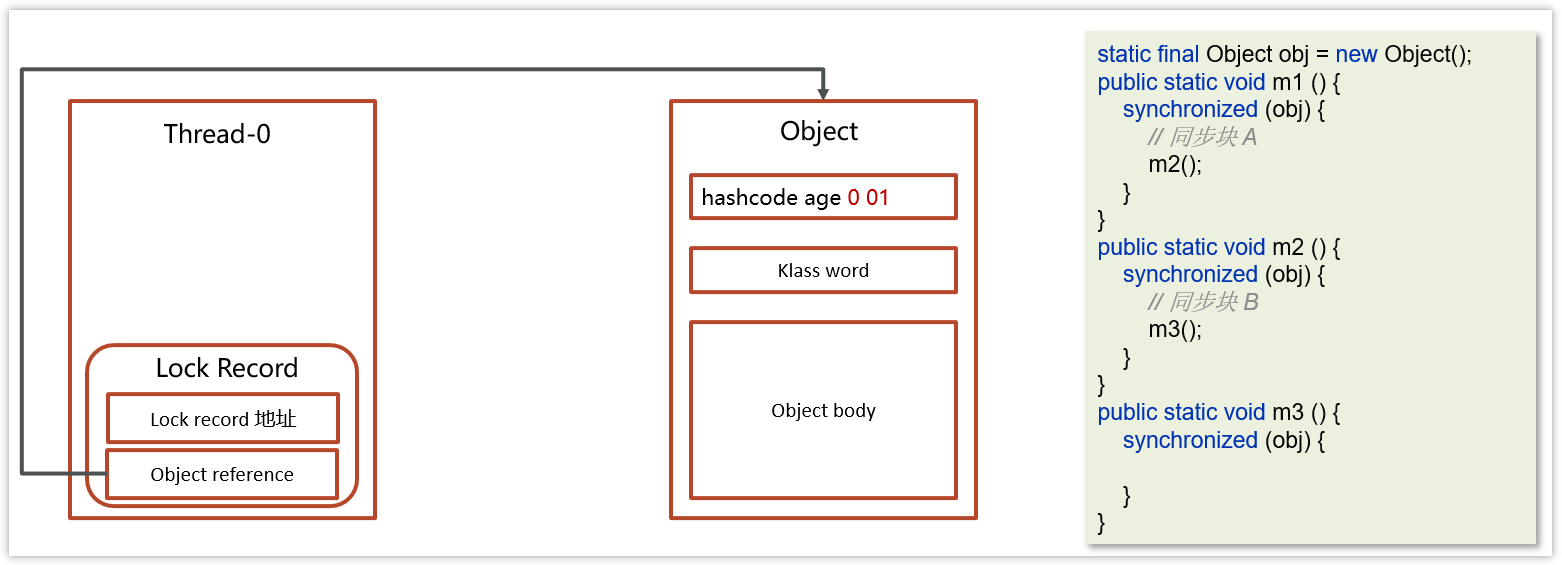 Thread-0
Lock Record
Lock record 地址
Object reference
Object
hashcode age 0 01
Klass word
Object body
static final Object obj = new Object();
public static void m1 () {
synchronized (obj) {
// 同步块 A
m2();
}
}
public static void m2 () {
synchronized (obj) {
// 同步块 B
m3();
}
}
public static void m3 () {
synchronized (obj) {
}
}